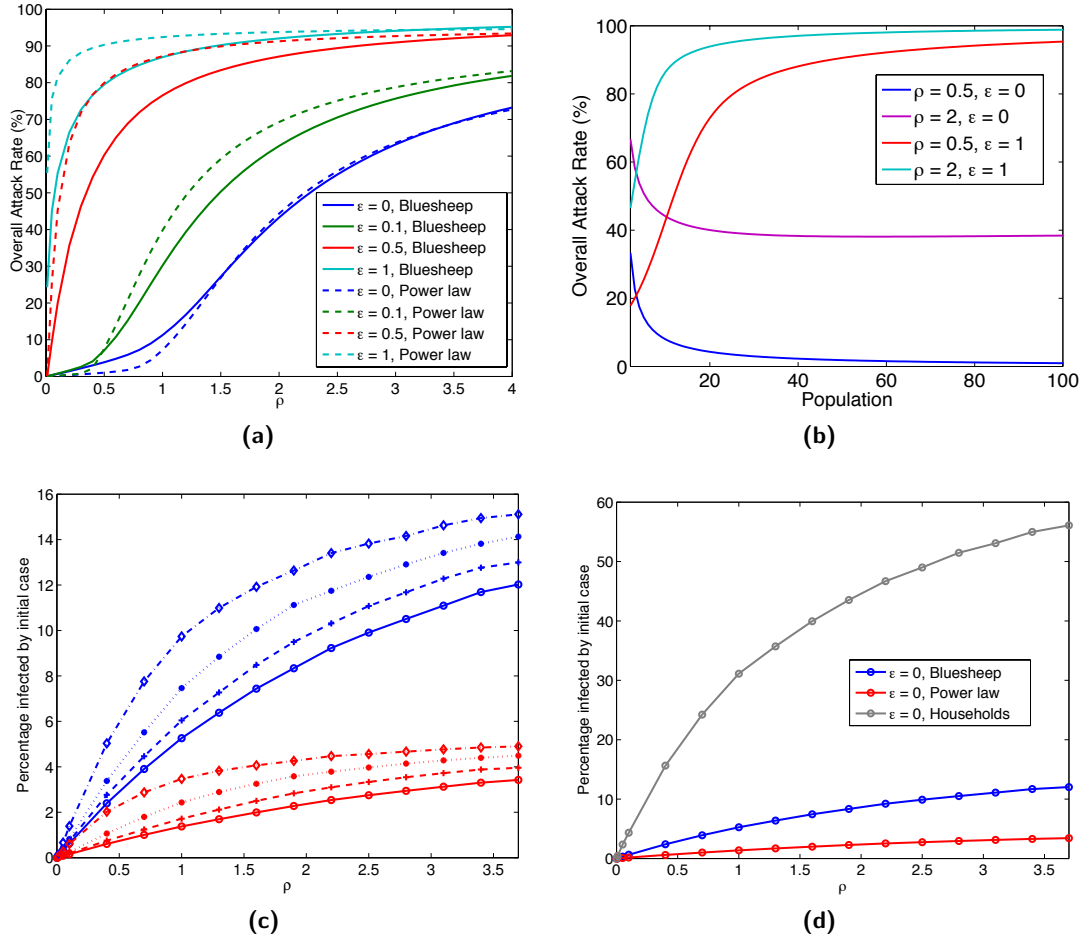 100
90
80
70
60
50
40
30
20
10
0
Overall Attack Rate (%)
0
0.5
1
1.5
2
2.5
3
3.5
4
ρ
ε = 0, Bluesheep
ε = 0.1, Bluesheep
ε = 0.5, Bluesheep
ε = 1, Bluesheep
ε = 0, Power law
ε = 0.1, Power law
ε = 0.5, Power law
ε = 1, Power law
(a)
100
80
60
40
20
0
Overall Attack Rate (%)
20
40
60
80
100
Population
ρ = 0.5, ε = 0
ρ = 2, ε = 0
ρ = 0.5, ε = 1
ρ = 2, ε = 1
(b)
16
14
12
10
8
6
4
2
0
Percentage infected by initial case
0
0.5
1
1.5
2
2.5
3
3.5
ρ
(c)
60
50
40
30
20
10
0
Percentage infected by initial case
0
0.5
1
1.5
2
2.5
3
3.5
ρ
ε = 0, Bluesheep
ε = 0, Power law
ε = 0, Households
(d)